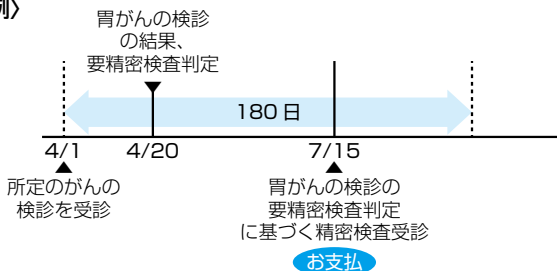 例〉
胃がんの検診
の結果、
要精密検査判定
180日
4/1
4/20
7/15
所定のがんの
検診を受診
胃がんの検診の
要精密検査判定
に基づく精密検査受診
お支払